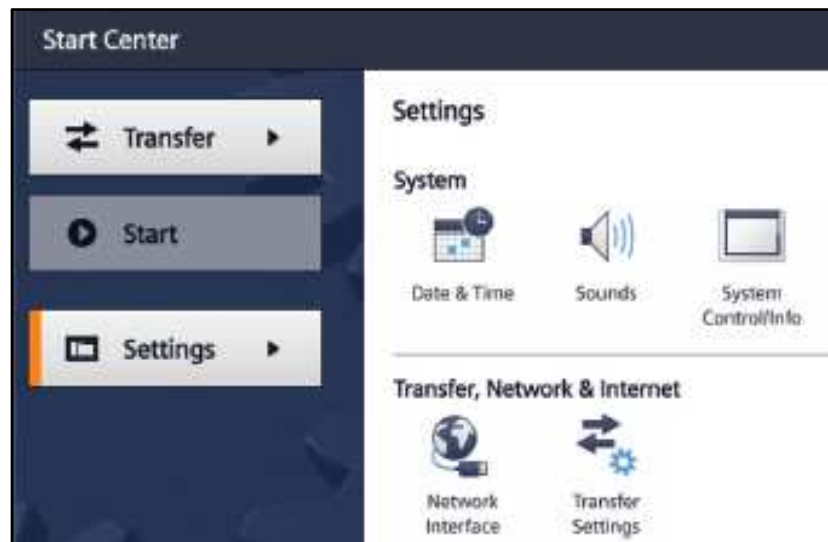 Start Center
Transfer
Start
Settings
Settings
System
Date & Time
Sounds
System
Control/Info
Transfer, Network & Internet
Network
Interface
Transfer
Settings